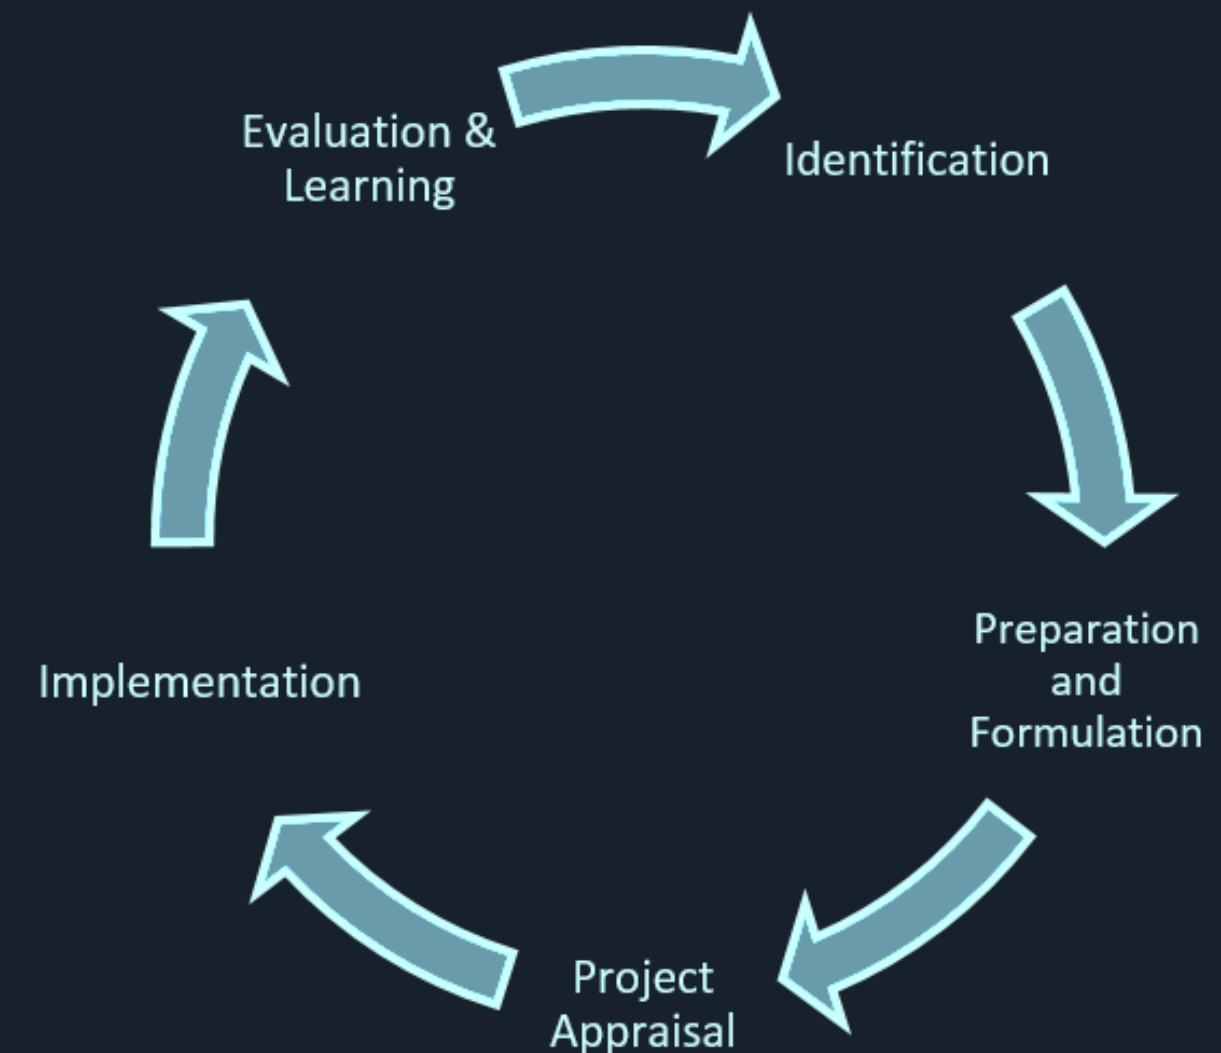 Evaluation &
Learning
Identification
Preparation
and
Formulation
Project
Appraisal
Implementation